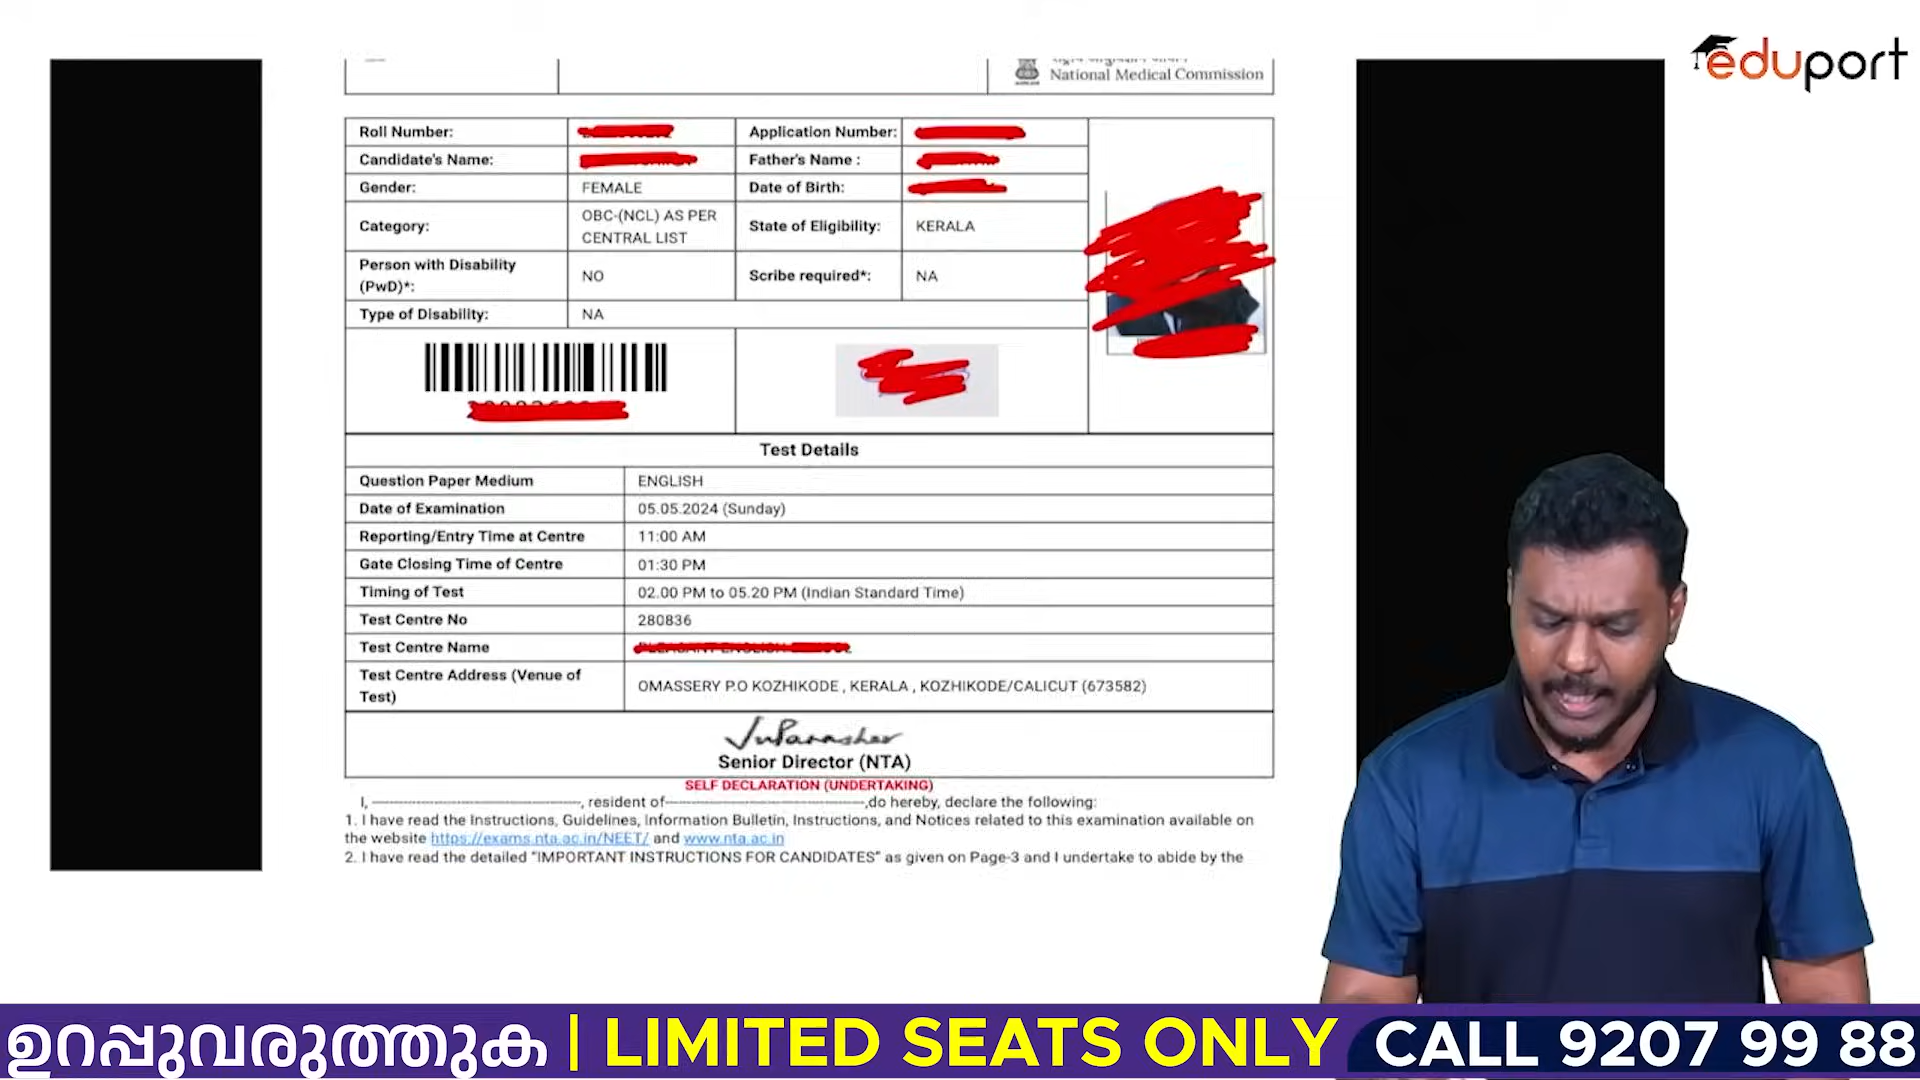 eduport
National Medical Commission
Roll Number:
Application Number:
Candidate's Name:
Father's Name :
Gender: FEMALE
Date of Birth:
Category: OBC-(NCL) AS PER CENTRAL LIST
State of Eligibility: KERALA
Person with Disability (PwD)*: NO
Scribe required*: NA
Type of Disability: NA
Test Details
Question Paper Medium ENGLISH
Date of Examination 05.05.2024 (Sunday)
Reporting/Entry Time at Centre 11:00 AM
Gate Closing Time of Centre 01:30 PM
Timing of Test 02.00 PM to 05.20 PM (Indian Standard Time)
Test Centre No 280836
Test Centre Name
Test Centre Address (Venue of Test) OMASSERY P.O KOZHIKODE , KERALA , KOZHIKODE/CALICUT (673582)
Senior Director (NTA)
SELF DECLARATION (UNDERTAKING)
I, , resident of ,do hereby, declare the following:
1. I have read the Instructions, Guidelines, Information Bulletin, Instructions, and Notices related to this examination available on
the website https://exams.nta.ac.in/NEET/ and www.nta.ac.in
2. I have read the detailed "IMPORTANT INSTRUCTIONS FOR CANDIDATES" as given on Page-3 and I undertake to abide by the
ഉറപ്പുവരുത്തുക | LIMITED SEATS ONLY CALL 9207 99 88